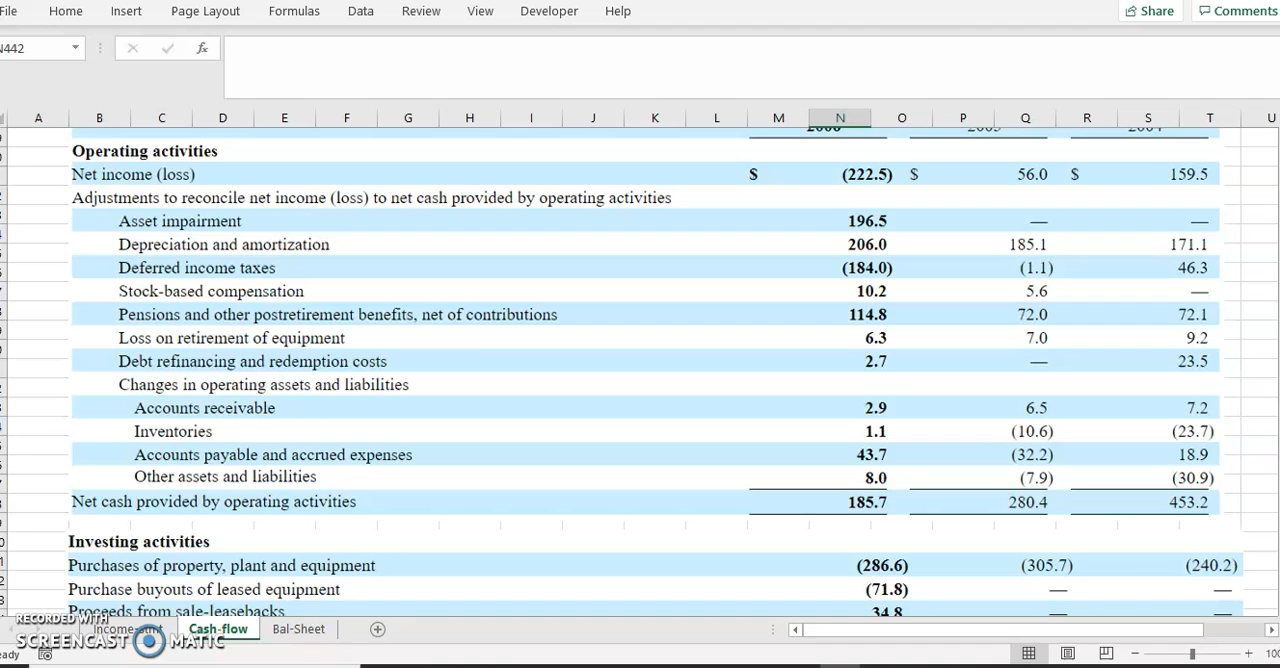 File Home Insert Page Layout Formulas Data Review View Developer Help Share Comments
N442 fx
A B C D E F G H I J K L M N O P Q R S T U
Operating activities
Net income (loss) $ (222.5) $ 56.0 $ 159.5
Adjustments to reconcile net income (loss) to net cash provided by operating activities
Asset impairment 196.5 — —
Depreciation and amortization 206.0 185.1 171.1
Deferred income taxes (184.0) (1.1) 46.3
Stock-based compensation 10.2 5.6 —
Pensions and other postretirement benefits, net of contributions 114.8 72.0 72.1
Loss on retirement of equipment 6.3 7.0 9.2
Debt refinancing and redemption costs 2.7 — 23.5
Changes in operating assets and liabilities
Accounts receivable 2.9 6.5 7.2
Inventories 1.1 (10.6) (23.7)
Accounts payable and accrued expenses 43.7 (32.2) 18.9
Other assets and liabilities 8.0 (7.9) (30.9)
Net cash provided by operating activities 185.7 280.4 453.2
Investing activities
Purchases of property, plant and equipment (286.6) (305.7) (240.2)
Purchase buyouts of leased equipment (71.8) — —
Proceeds from sale-leasebacks 34.8 — —
RECORDED WITH
Income-stmt Cash-flow Bal-Sheet
SCREENCAST MATIC